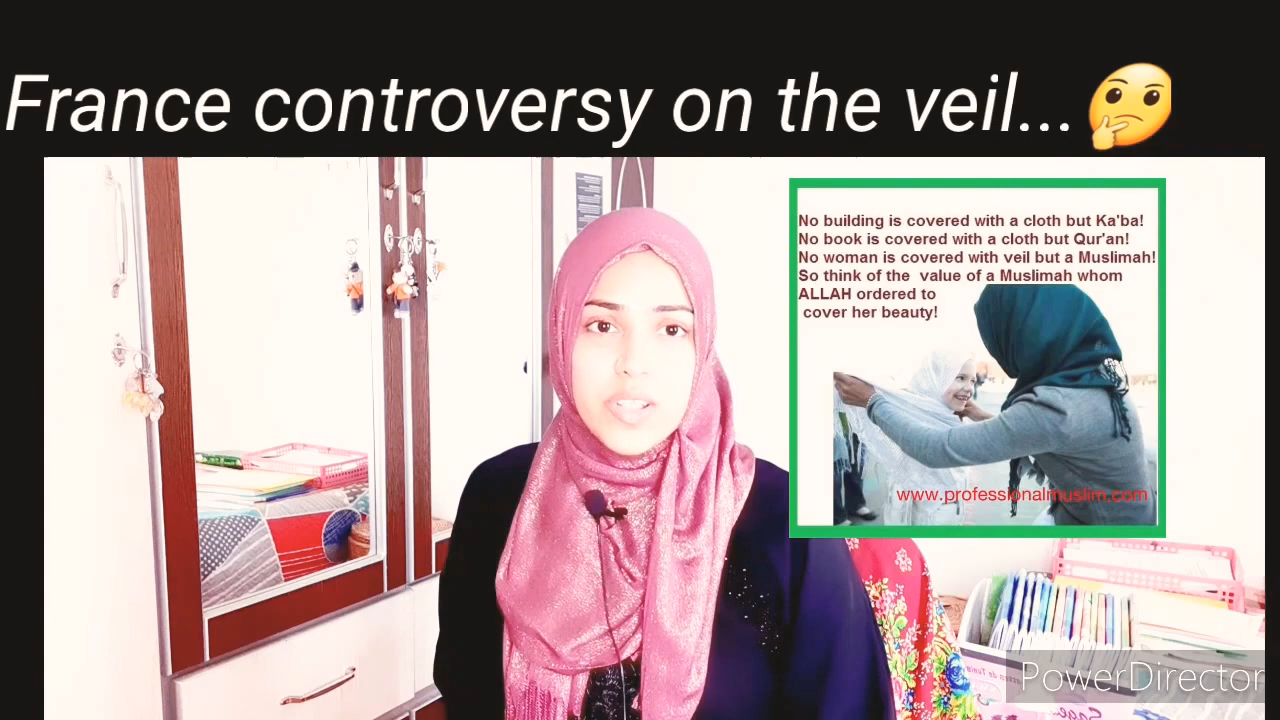 France controversy on the veil...🤔
No building is covered with a cloth but Ka'ba!
No book is covered with a cloth but Qur'an!
No woman is covered with veil but a Muslimah!
So think of the value of a Muslimah whom
ALLAH ordered to
cover her beauty!
www.professionalmuslim.com
PowerDirector